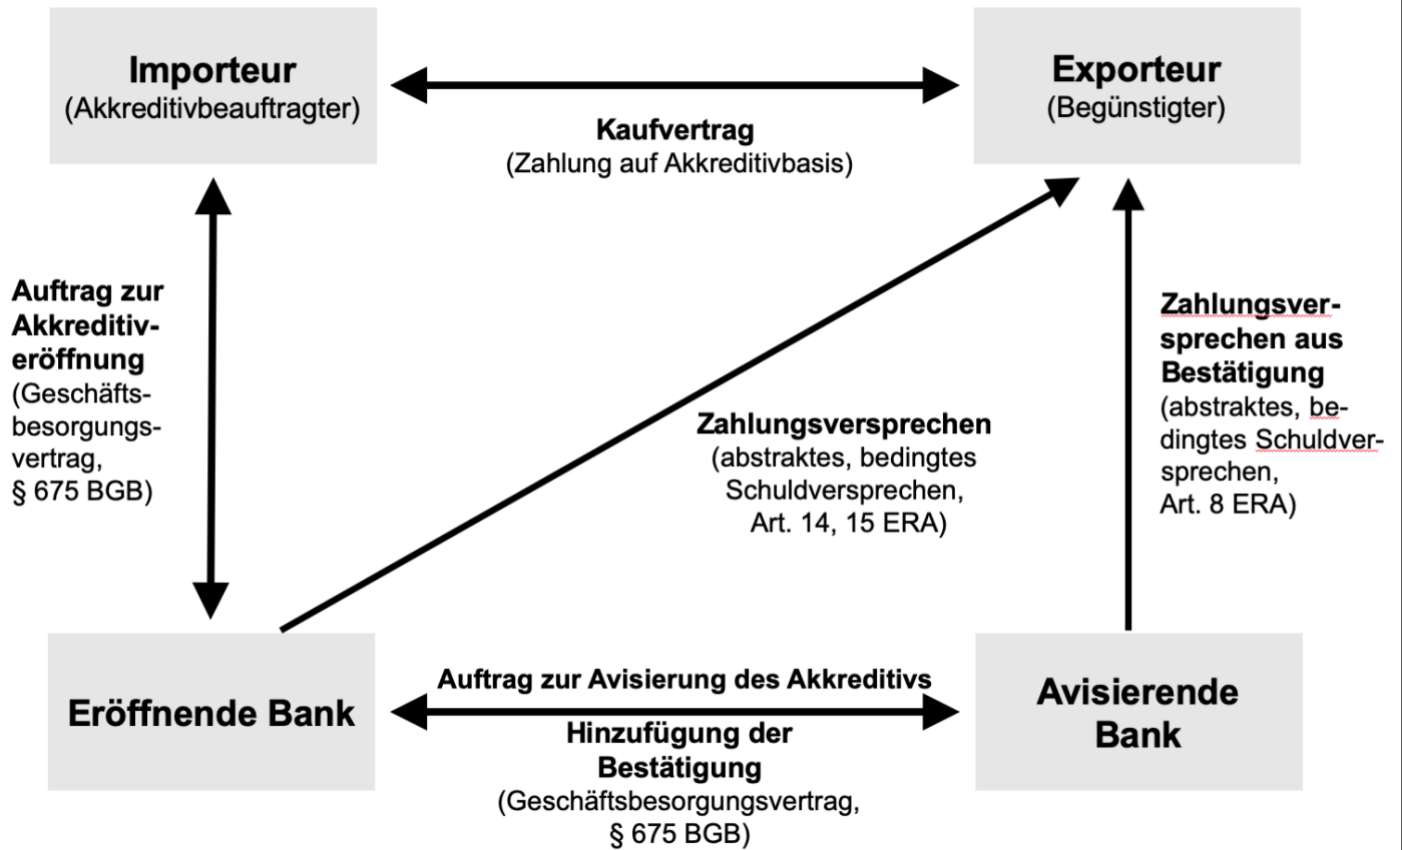 Importeur
(Akkreditivbeauftragter)
Exporteur
(Begünstigter)
Kaufvertrag
(Zahlung auf Akkreditivbasis)
Auftrag zur
Akkreditiv-
eröffnung
(Geschäfts-
besorgungs-
vertrag,
§ 675 BGB)
Zahlungsversprechen
(abstraktes, bedingtes
Schuldversprechen,
Art. 14, 15 ERA)
Zahlungsver-
sprechen aus
Bestätigung
(abstraktes, be-
dingtes Schuldver-
sprechen,
Art. 8 ERA)
Eröffnende Bank
Auftrag zur Avisierung des Akkreditivs
Hinzufügung der
Bestätigung
(Geschäftsbesorgungsvertrag,
§ 675 BGB)
Avisierende
Bank